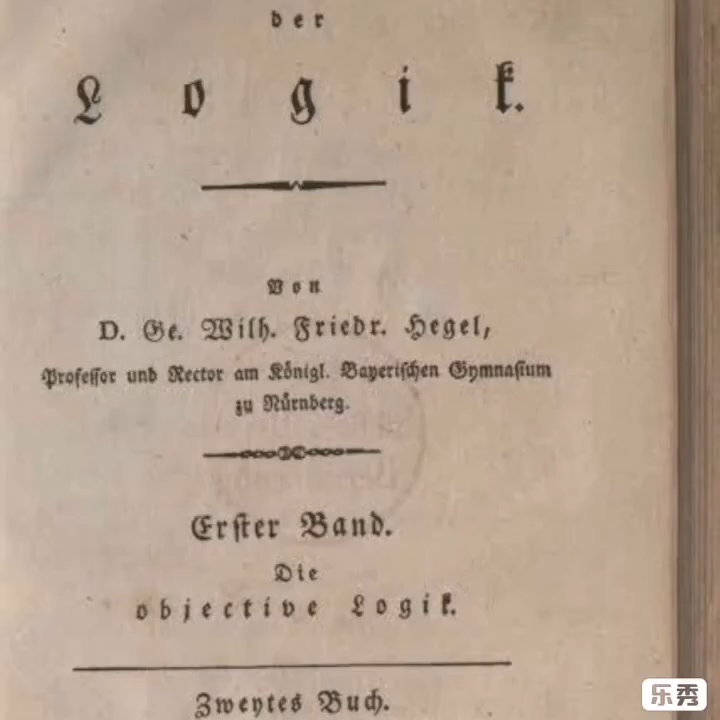 der
Logik.
Von
D. Ge. Wilh. Friedr. Hegel,
Professor und Rector am Königl. Bayerischen Gymnasium
zu Nürnberg.
Erster Band.
Die
objective Logik.
Zweytes Buch.
乐秀